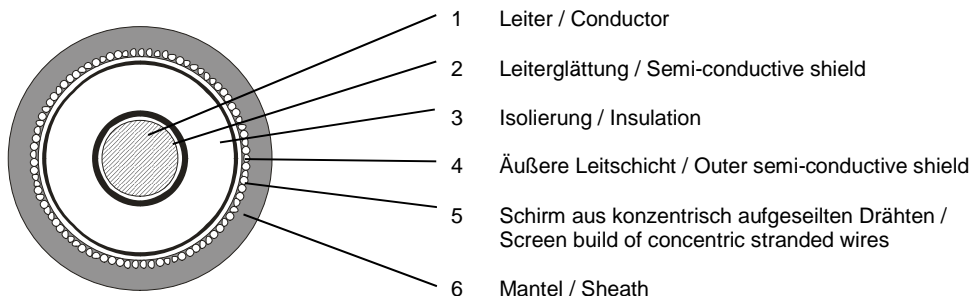 1 Leiter / Conductor
2 Leiterglättung / Semi-conductive shield
3 Isolierung / Insulation
4 Äußere Leitschicht / Outer semi-conductive shield
5 Schirm aus konzentrisch aufgeseilten Drähten /
Screen build of concentric stranded wires
6 Mantel / Sheath